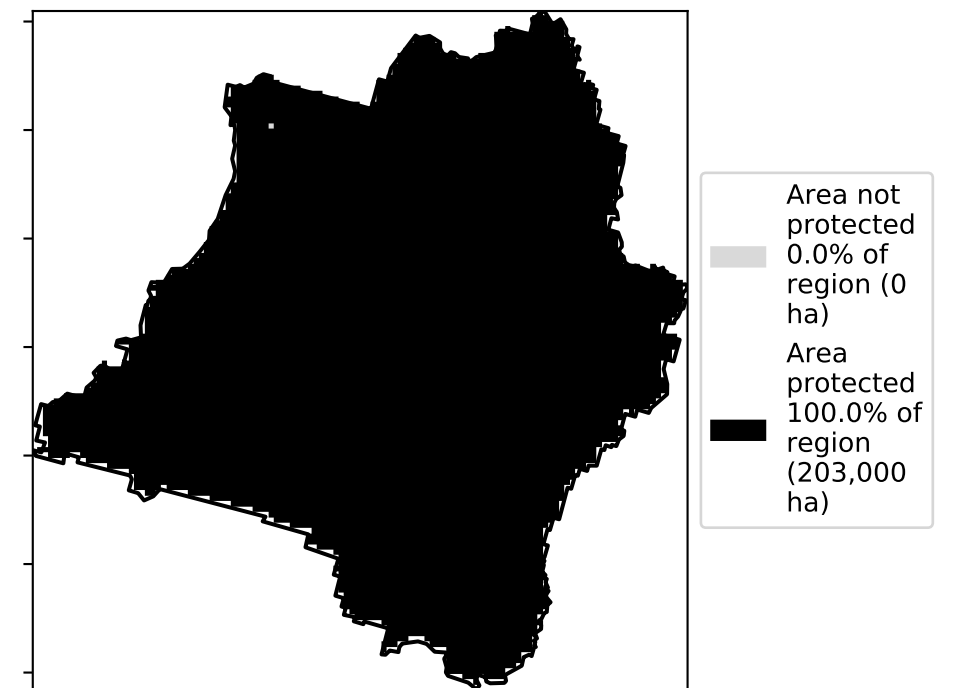 Area not
protected
0.0% of
region (0
ha)
Area
protected
100.0% of
region
(203,000
ha)